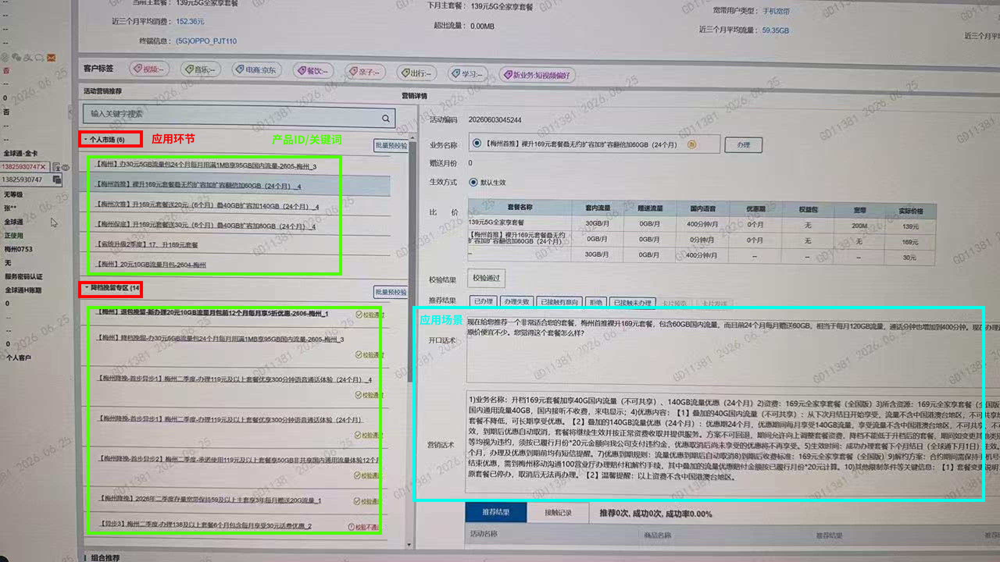 当前主套餐： 139元5G全家享套餐
下月主套餐： 139元5G全家享套餐
宽带用户类型： 手机宽带
近三个月平均消费： 152.36元
超出流量： 0.00MB
近三个月平均流量： 59.35GB
近三个月平
终端信息： (5G)OPPO_PJT110
客户标签 视频:-- 音乐:-- 电商:京东 餐饮:-- 亲子:-- 出行:-- 学习:-- 新业务:短视频偏好
否
--
0
否
--
--
全球通-金卡
13825930747X
13825930747
无等级
张**
全球通
正使用
梅州0753
无
服务密码认证
全球通H账期
0
--
--
0
个人客户
活动营销推荐
输入关键字搜索
个人市场 (6) 应用环节 产品ID/关键词 批量预校验
【梅州】办30元5GB流量包24个月每月用满1MB享95GB国内流量-2605-梅州_3
【梅州首推】裸升169元套餐叠无约扩容加扩容翻倍加60GB（24个月）_4
【梅州次推】升169元套餐送20元（6个月）叠40GB扩容加140GB（24个月）_4
【梅州保底】升169元套餐送30元（6个月）叠40GB扩容加80GB（24个月）_4
【省统升级2季度】17、升169元套餐
【梅州】20元10GB流量月包-2604-梅州
降档挽留专区 (14 批量预校验
【梅州】退包挽留-新办理20元10GB流量月包前12个月每月享5折优惠-2606-梅州_1 校验通过
【梅州】降档挽留-办30元5GB流量包24个月每月用满1MB享95GB国内流量-2605-梅州_3
校验通过
【梅州降挽-首步异步1】梅州二季度-办理119元及以上套餐优享300分钟语音通话体验（24个月）_4
校验通过
【梅州降挽-首步异步1】梅州二季度-办理119元及以上套餐优享300分钟语音通话体验（24个月）
校验通过
【梅州降挽-首步异步2】梅州二季度-承诺使用119元及以上套餐享50GB非共享国内通用流量体验12个月
校验通过
【梅州降挽】2026年二季度存量宽带保持59及以上主套享3年每月赠送20G流量_1 校验通过
【异步3】梅州二季度-办理138及以上套餐6个月包含每月享受30元话费优惠_2 校验不通过
组合推荐
营销详情
活动编码 20260603045244
业务名称 【梅州首推】裸升169元套餐叠无约扩容加扩容翻倍加60GB（24个月） 办理
赠送月份 0
生效方式 默认生效
比 价
套餐名称 套内流量 赠送流量 国内语音 优惠期 权益包 宽带 实际价格
139元5G全家享套餐 30GB/月 0GB/月 400分钟/月 0个月 无 200M 139元
【梅州首推】裸升169元套餐叠无约
扩容加扩容翻倍加60GB（24个月） 0GB/月 0GB/月 0分钟/月 0个月 无 无 169元
-- 30GB/月 0GB/月 400分钟/月 -- -- -- 30元
校验结果 校验通过
推荐结果 已办理 办理失败 已接触有意向 拒绝 已接触未办理 卡片预览 卡片发送
应用场景
开口话术
现在给您推荐一个非常适合您的套餐，梅州首推裸升169元套餐，包含60GB国内流量，而且前24个月每月赠送60GB，相当于每月120GB流量，通话分钟也增加到400分钟。现在办理
原价便宜不少。您觉得这个套餐怎么样？
营销话术
1)业务名称：升档169元套餐加享40G国内流量（不可共享）、140GB流量优惠（24个月）2)资费：169元全家享套餐（全国版）3)所含资源：169元全家享套餐（全国版
国内通用流量40GB，国内接听不收费，来电显示；4)优惠内容：【1】叠加的40G国内流量（不可共享）：从下次月结日开始享受，流量不含中国港澳台地区，不可共享
套餐不降低，可长期享受优惠。【2】叠加的140GB流量优惠（24个月）：优惠期24个月，优惠期间每月享受140GB流量，享受流量不含中国港澳台地区，不可共享、不
效，到期后优惠自动取消，套餐将继续生效并按正常资费收取并提供服务。方案不可回退，期间允许向上调整套餐资费，降档不能低于升档后的套餐，期间如变更其他类
等均视为违约，须按已履行月份*20元金额向我公司支付违约金，优惠取消后尚未享受的优惠将不再享受。5)生效时间：成功办理套餐下个月结日（全球通下月1日）生效。
个月，办理及优惠到期前均有短信提醒。7)优惠到期规则：流量优惠到期后自动取消8)到期后收费标准：169元全家享套餐（全国版）9)解约方案：合约期间需保持手机号
结束优惠，需到梅州移动沟通100营业厅办理赔付和解约手续，其中叠加的流量优惠赔付金额按已履行月份*20元计算。10)其他限制条件等关键信息：【1】套餐变更说明
原套餐已停办，取消后无法再办理。【2】温馨提醒：以上资费不含中国港澳台地区。
推荐结果 接触记录 推荐0次, 成功0次, 成功率0.00%
活动名称 商品名称 推荐结果
GD11381 2026.06.25